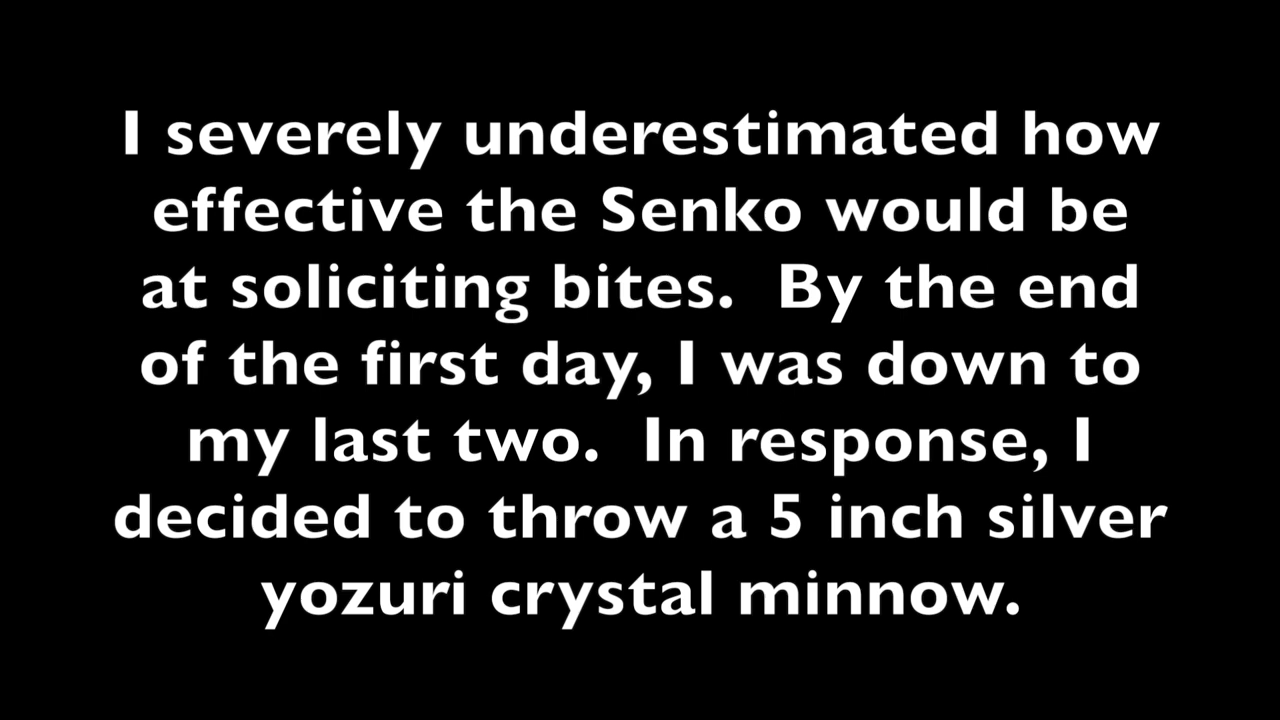 I severely underestimated how
effective the Senko would be
at soliciting bites.  By the end
of the first day, I was down to
my last two.  In response, I
decided to throw a 5 inch silver
yozuri crystal minnow.